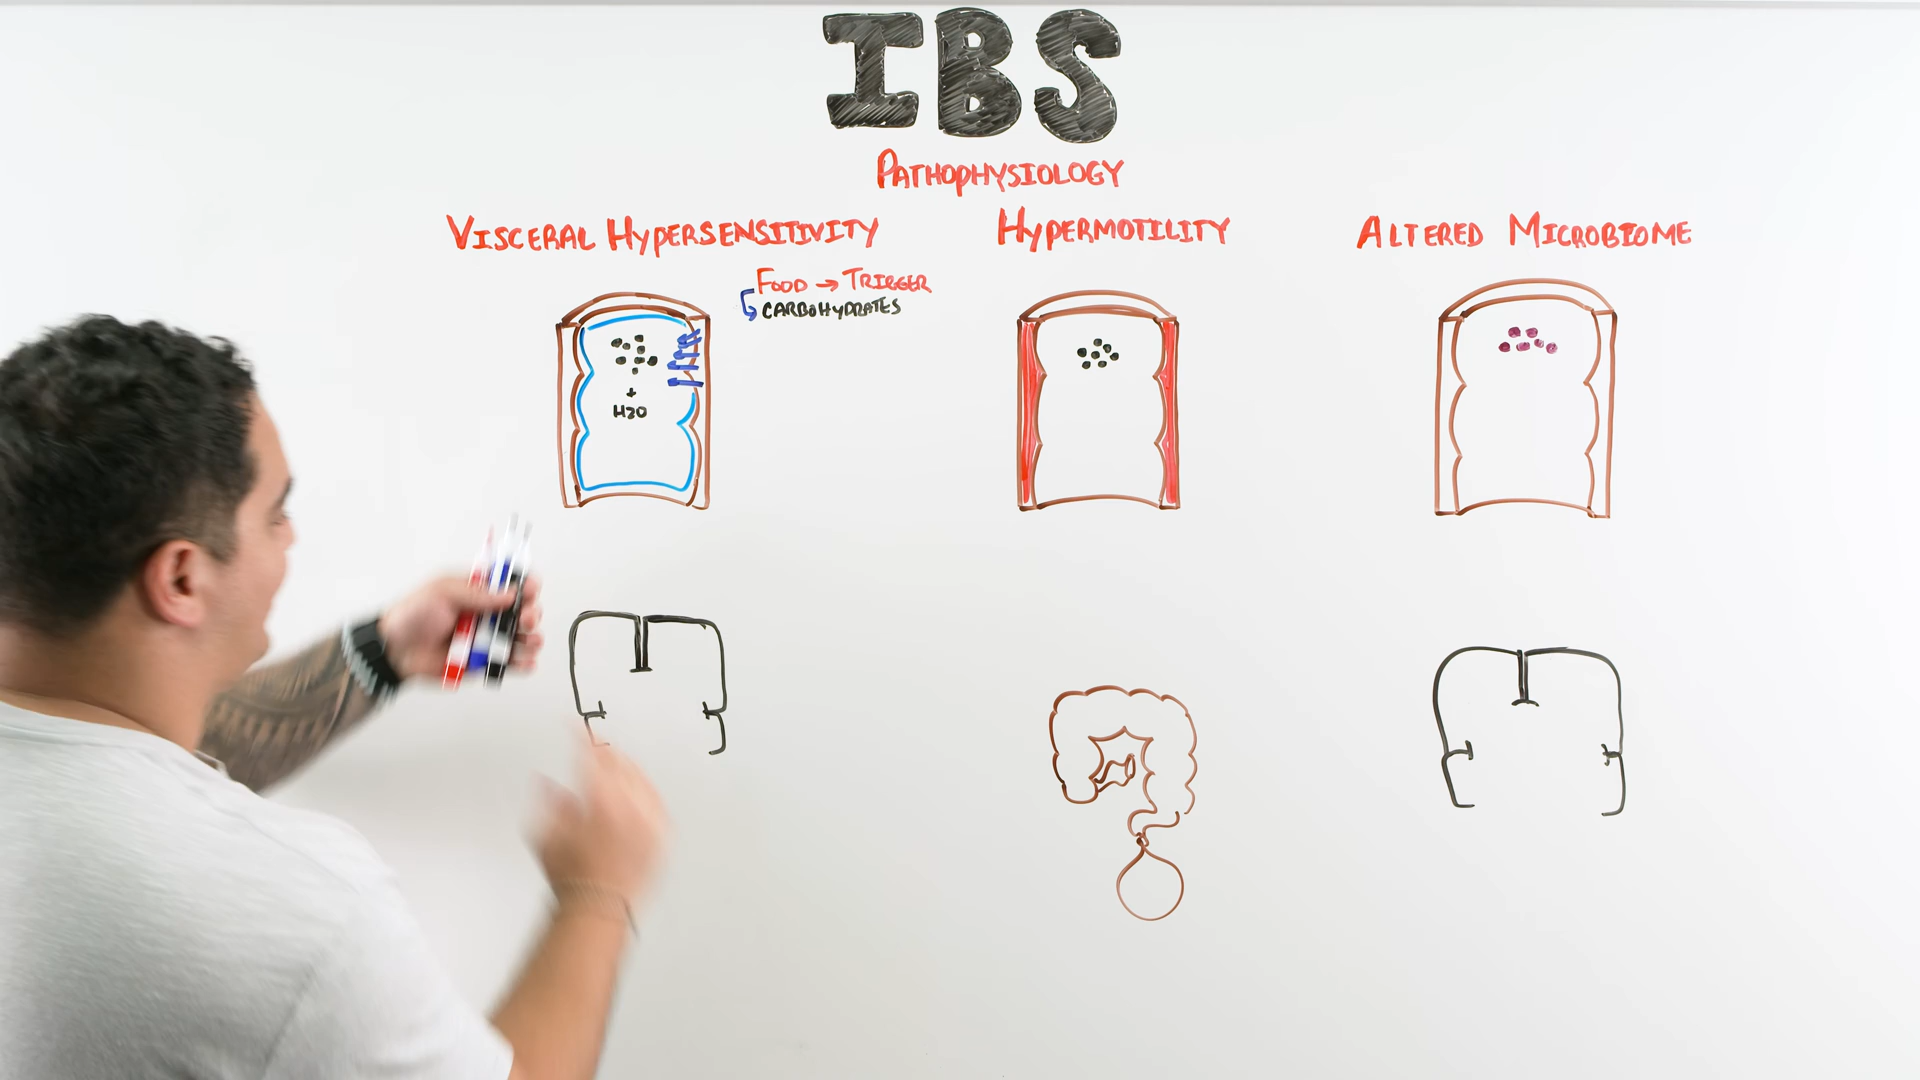 IBS
PATHOPHYSIOLOGY
VISCERAL HYPERSENSITIVITY
HYPERMOTILITY
ALTERED MICROBIOME
FOOD → TRIGGER
CARBOHYDRATES
+
H2O